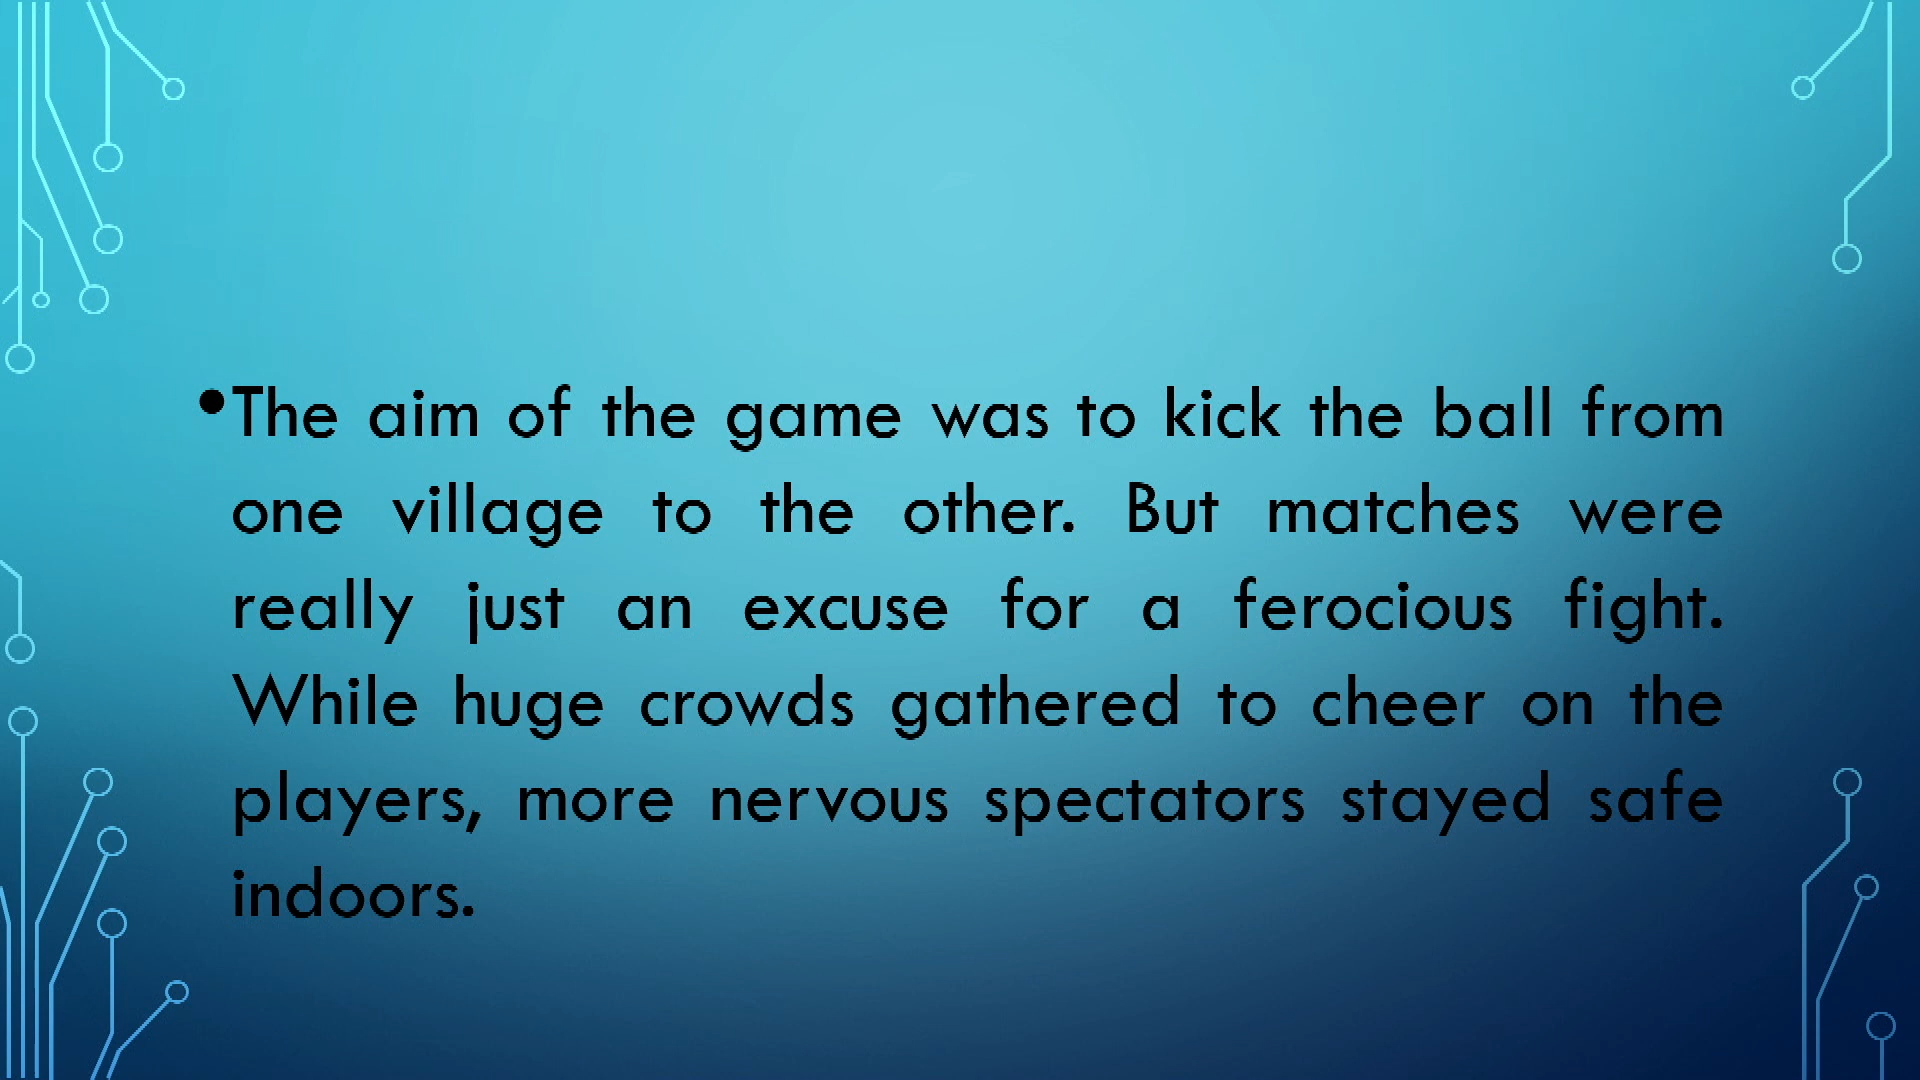 •The aim of the game was to kick the ball from
one village to the other. But matches were
really just an excuse for a ferocious fight.
While huge crowds gathered to cheer on the
players, more nervous spectators stayed safe
indoors.